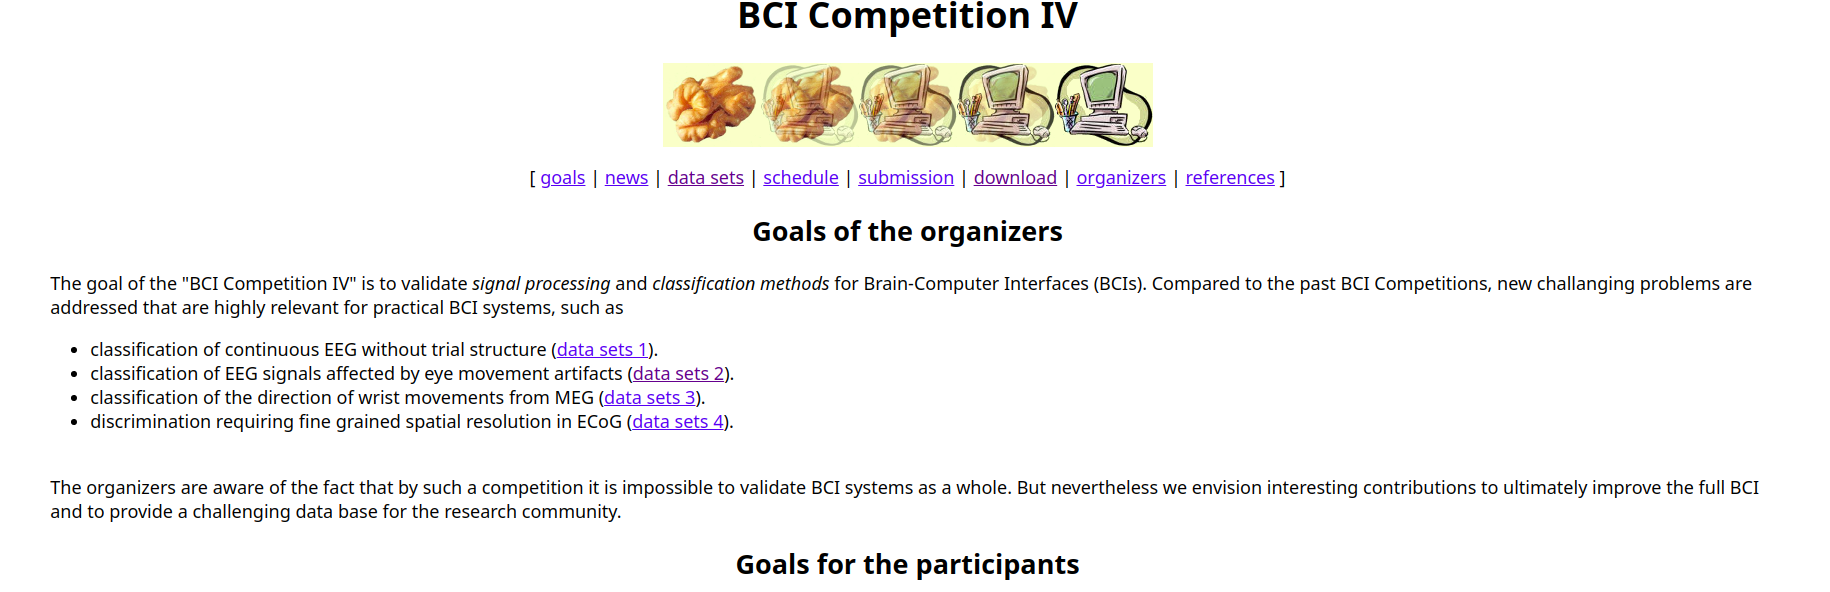 BCI Competition IV
[ goals | news | data sets | schedule | submission | download | organizers | references ]
Goals of the organizers
The goal of the "BCI Competition IV" is to validate signal processing and classification methods for Brain-Computer Interfaces (BCIs). Compared to the past BCI Competitions, new challanging problems are
addressed that are highly relevant for practical BCI systems, such as
• classification of continuous EEG without trial structure (data sets 1).
• classification of EEG signals affected by eye movement artifacts (data sets 2).
• classification of the direction of wrist movements from MEG (data sets 3).
• discrimination requiring fine grained spatial resolution in ECoG (data sets 4).
The organizers are aware of the fact that by such a competition it is impossible to validate BCI systems as a whole. But nevertheless we envision interesting contributions to ultimately improve the full BCI
and to provide a challenging data base for the research community.
Goals for the participants